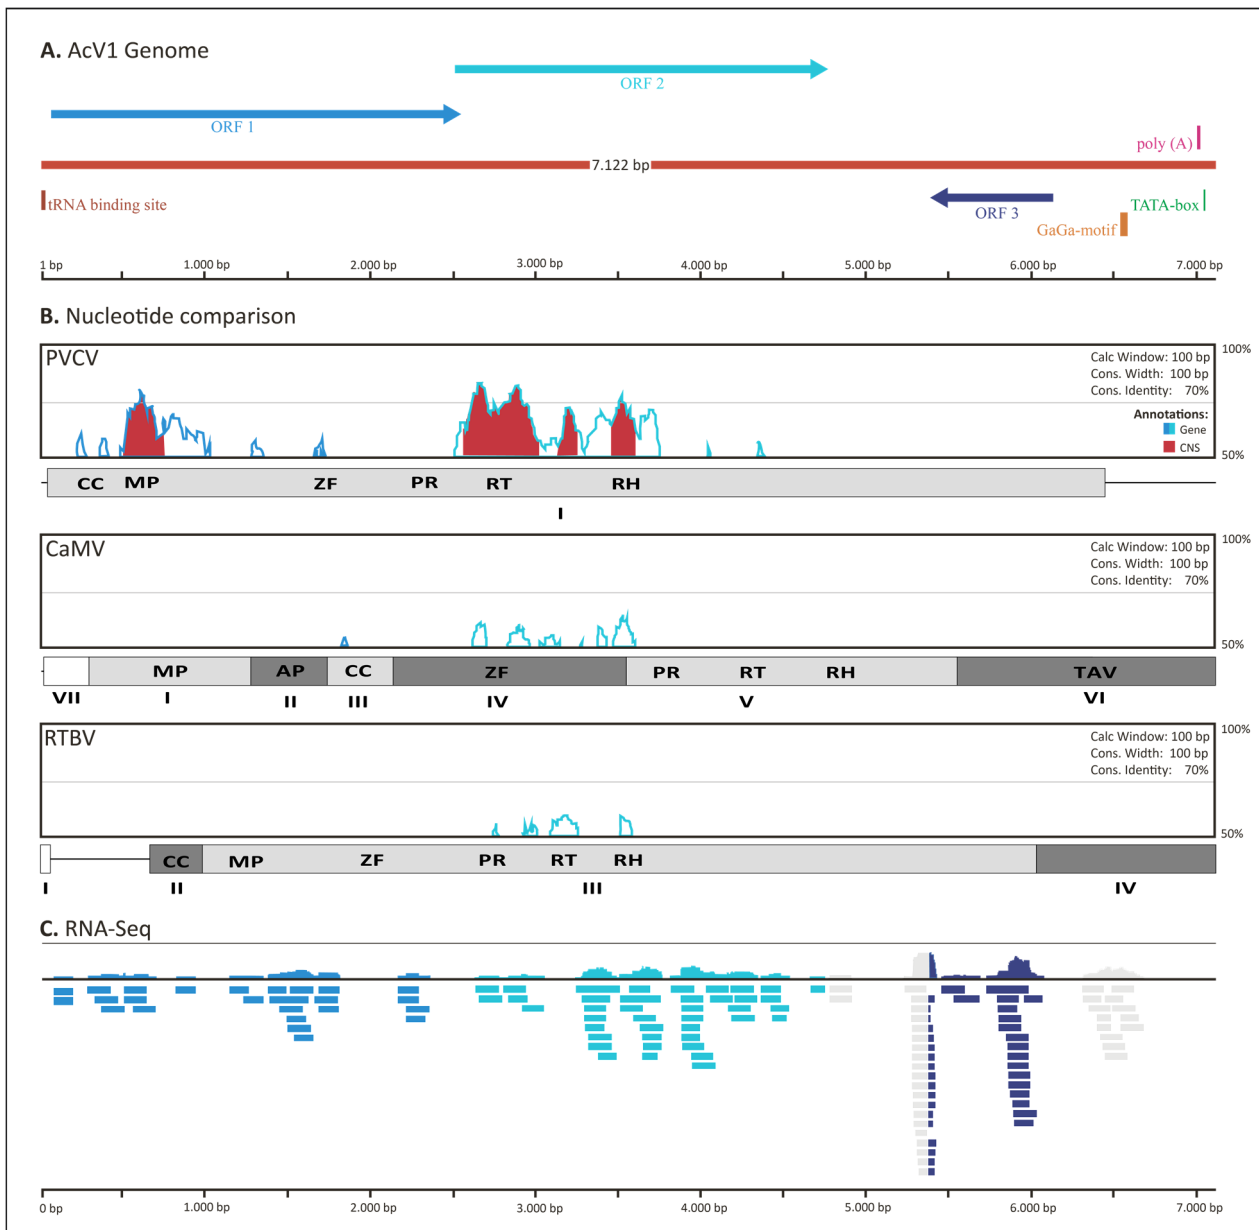 A. AcV1 Genome
ORF 2
ORF 1
poly (A)
7.122 bp
tRNA binding site
ORF 3
TATA-box
GaGa-motif
1 bp 1.000 bp 2.000 bp 3.000 bp 4.000 bp 5.000 bp 6.000 bp 7.000 bp
B. Nucleotide comparison
PVCV
100%
Calc Window: 100 bp
Cons. Width: 100 bp
Cons. Identity: 70%
Annotations:
Gene
CNS
50%
CC MP ZF PR RT RH
I
CaMV
100%
Calc Window: 100 bp
Cons. Width: 100 bp
Cons. Identity: 70%
50%
MP AP CC ZF PR RT RH TAV
VII I II III IV V VI
RTBV
100%
Calc Window: 100 bp
Cons. Width: 100 bp
Cons. Identity: 70%
50%
CC MP ZF PR RT RH
I II III IV
C. RNA-Seq
0 bp 1.000 bp 2.000 bp 3.000 bp 4.000 bp 5.000 bp 6.000 bp 7.000 bp